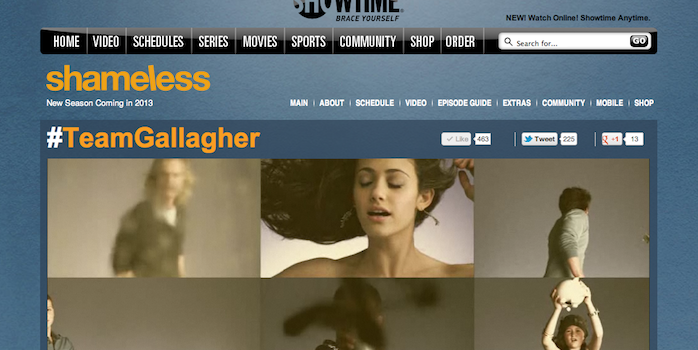 SHOWTIME®
BRACE YOURSELF
NEW! Watch Online! Showtime Anytime.
HOME VIDEO SCHEDULES SERIES MOVIES SPORTS COMMUNITY SHOP ORDER Search for... GO
shameless
New Season Coming in 2013
MAIN | ABOUT | SCHEDULE | VIDEO | EPISODE GUIDE | EXTRAS | COMMUNITY | MOBILE | SHOP
#TeamGallagher
Like 463 Tweet 225 +1 13